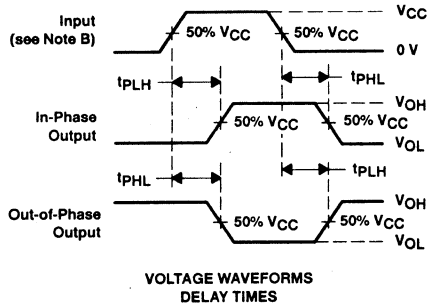 Input
(see Note B)
50% VCC
50% VCC
VCC
0 V
tPLH
tPHL
In-Phase
Output
50% VCC
50% VCC
VOH
VOL
tPHL
tPLH
Out-of-Phase
Output
50% VCC
50% VCC
VOH
VOL
VOLTAGE WAVEFORMS
DELAY TIMES